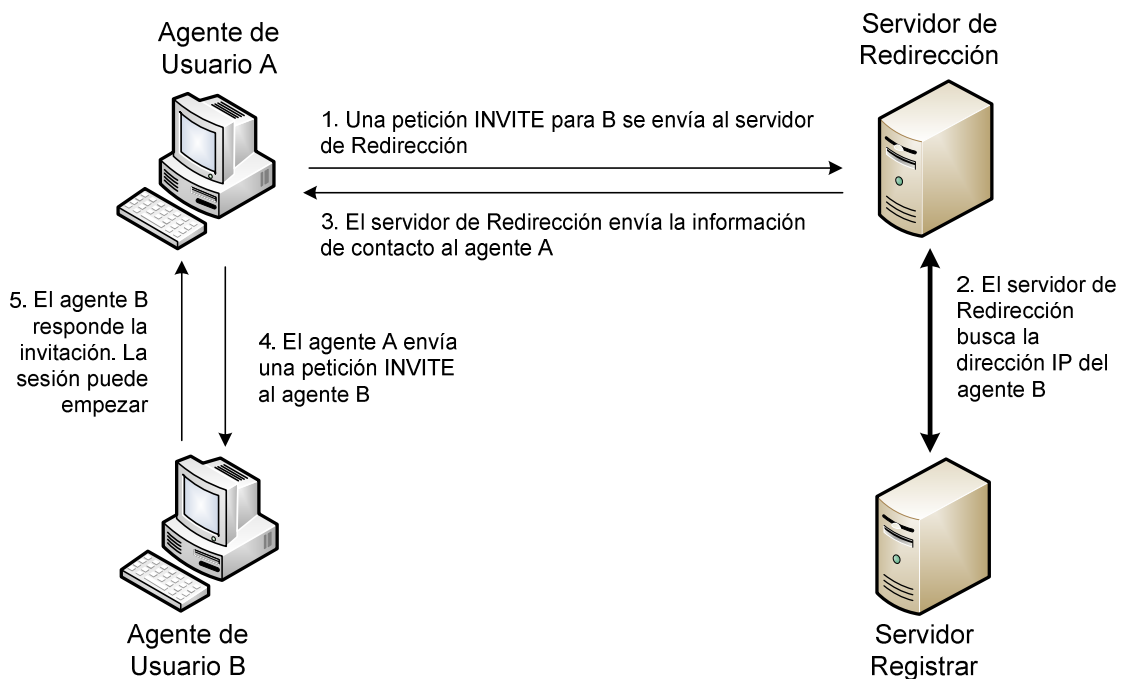 Agente de
Usuario A
Servidor de
Redirección
1. Una petición INVITE para B se envía al servidor
de Redirección
3. El servidor de Redirección envía la información
de contacto al agente A
5. El agente B
responde la
invitación. La
sesión puede
empezar
4. El agente A envía
una petición INVITE
al agente B
2. El servidor de
Redirección
busca la
dirección IP del
agente B
Agente de
Usuario B
Servidor
Registrar